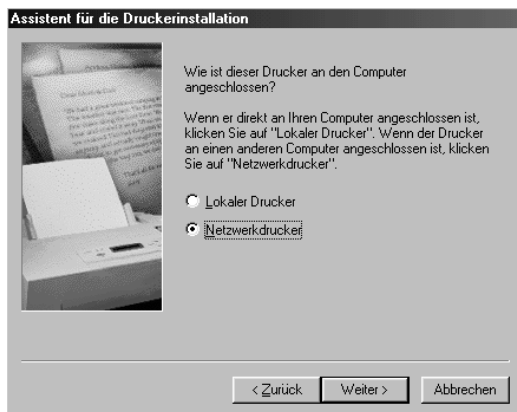 Assistent für die Druckerinstallation
Wie ist dieser Drucker an den Computer
angeschlossen?
Wenn er direkt an Ihren Computer angeschlossen ist,
klicken Sie auf "Lokaler Drucker". Wenn der Drucker
an einen anderen Computer angeschlossen ist, klicken
Sie auf "Netzwerkdrucker".
Lokaler Drucker
Netzwerkdrucker
< Zurück
Weiter >
Abbrechen